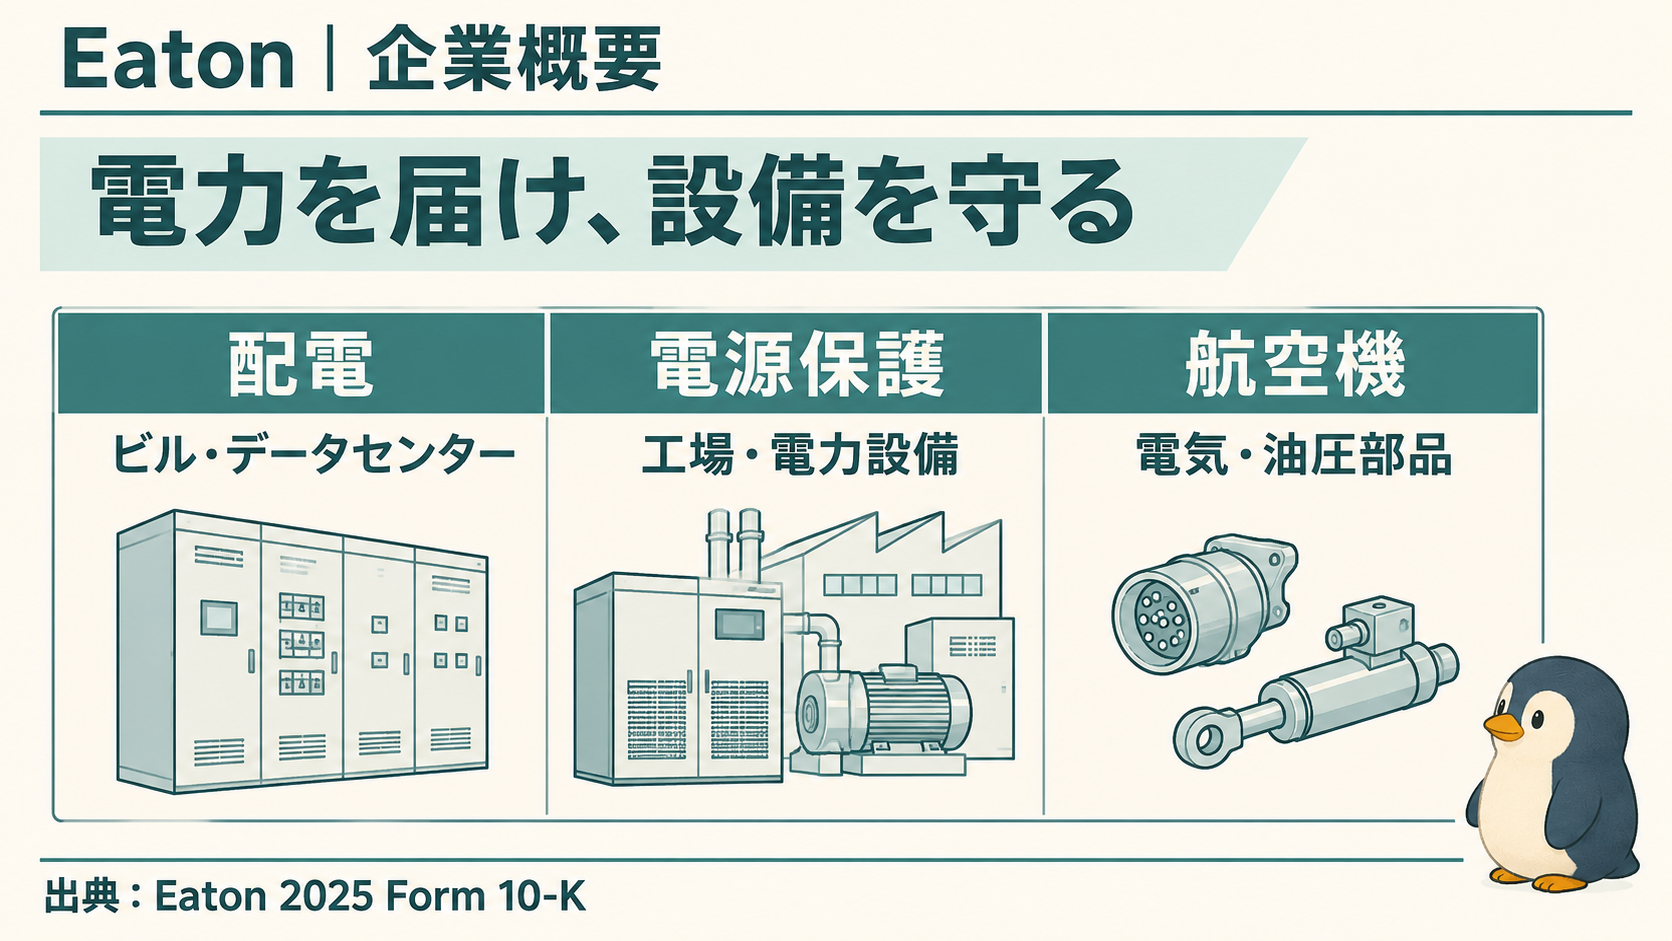 Eaton｜企業概要
電力を届け、設備を守る
配電
電源保護
航空機
ビル・データセンター
工場・電力設備
電気・油圧部品
出典：Eaton 2025 Form 10-K